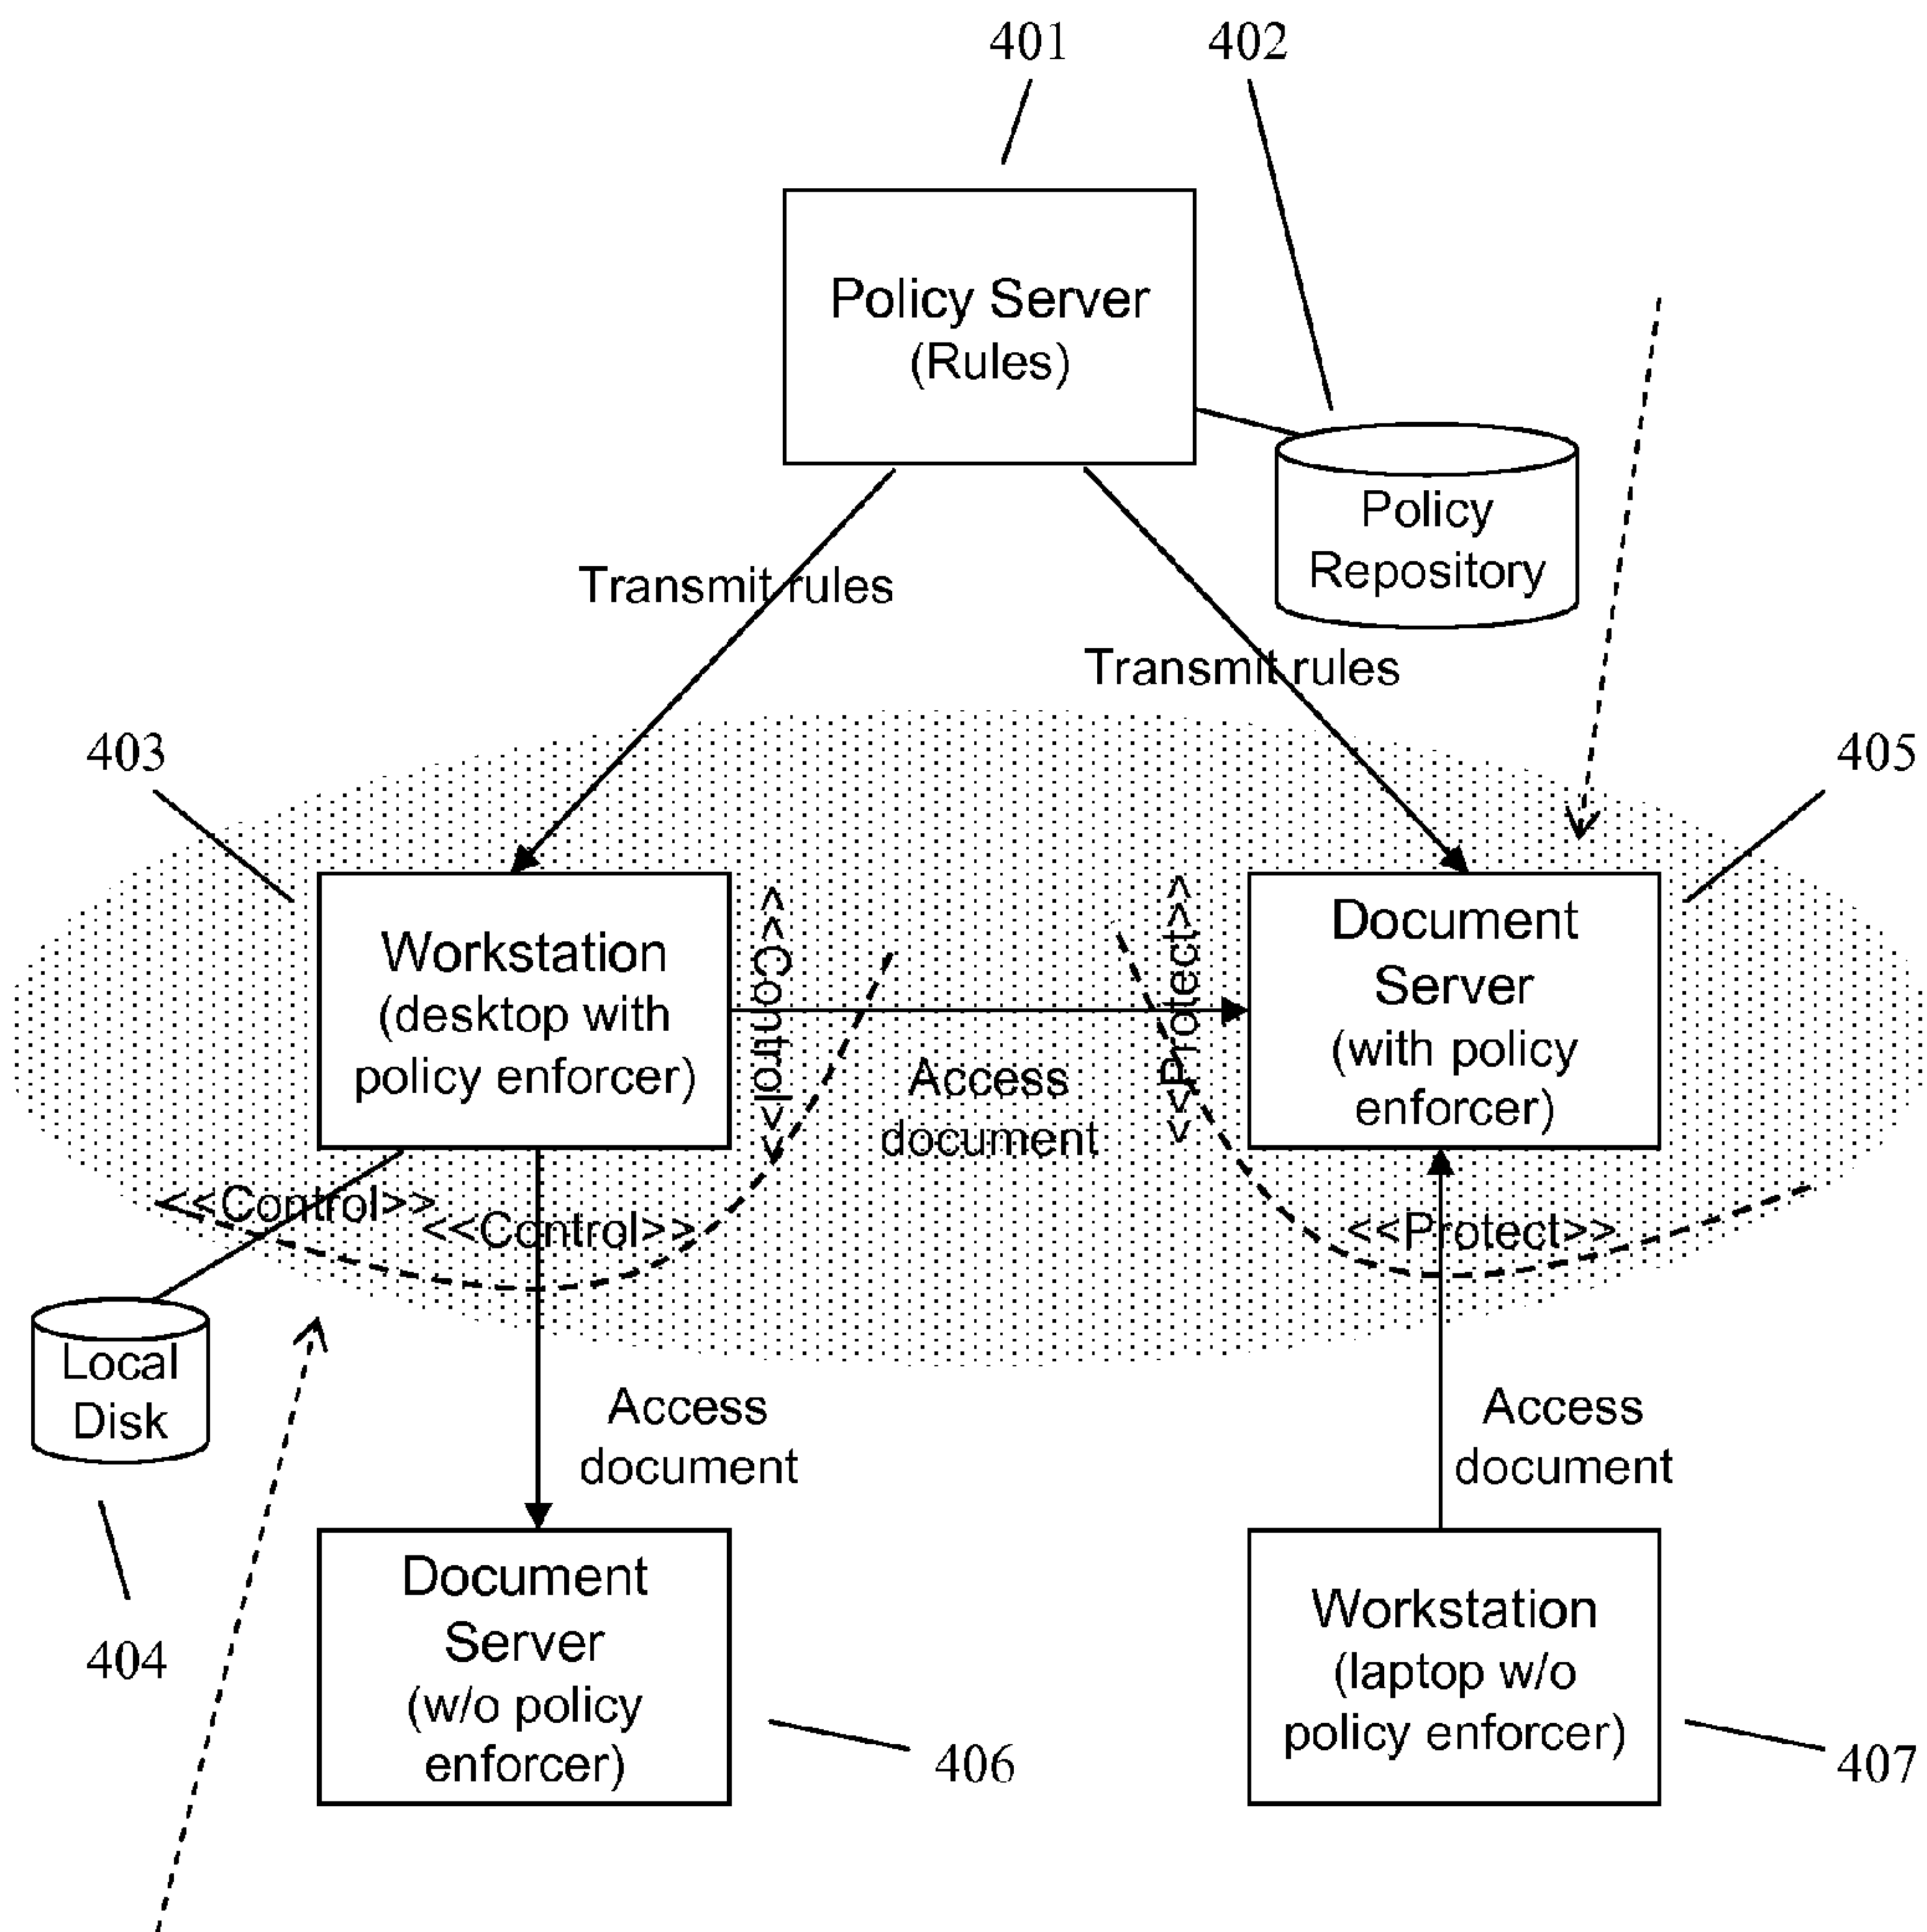 401
402
Policy Server
(Rules)
Policy
Repository
Transmit rules
Transmit rules
403
405
Workstation
(desktop with
policy enforcer)
<<Control>>
<<Protect>>
Document
Server
(with policy
enforcer)
Access
document
<<Control>>
<<Control>>
<<Protect>>
Local
Disk
Access
document
Access
document
404
Document
Server
(w/o policy
enforcer)
406
Workstation
(laptop w/o
policy enforcer)
407